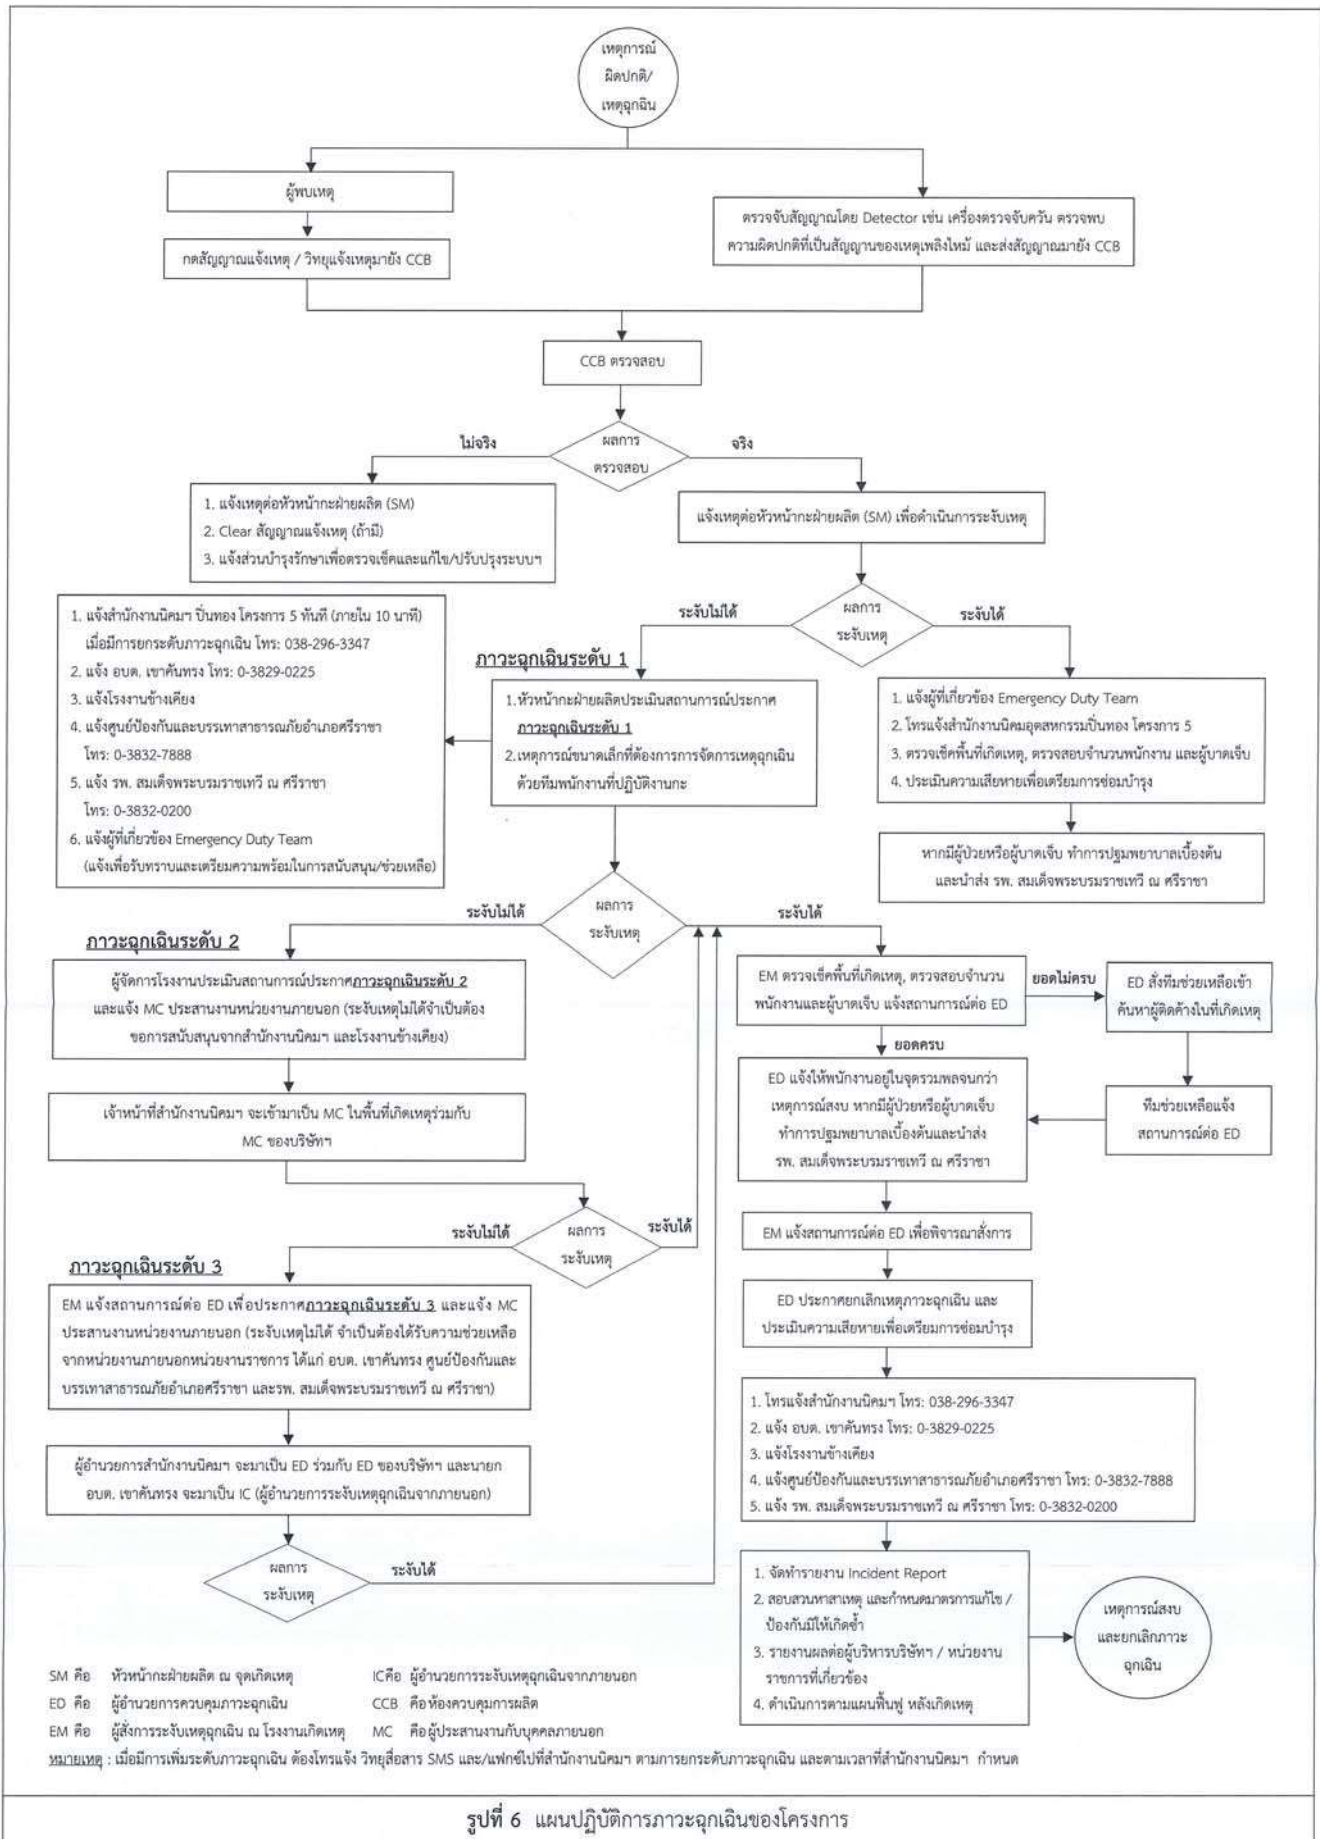 เหตุการณ์
ผิดปกติ/
เหตุฉุกฉิน
ผู้พบเหตุ
กดสัญญาณแจ้งเหตุ / วิทยุแจ้งเหตุมายัง CCB
ตรวจจับสัญญาณโดย Detector เช่น เครื่องตรวจจับควัน ตรวจพบ
ความผิดปกติที่เป็นสัญญานของเหตุเพลิงไหม้ และส่งสัญญาณมายัง CCB
CCB ตรวจสอบ
ผลการ
ตรวจสอบ
ไม่จริง
จริง
1. แจ้งเหตุต่อหัวหน้ากะฝ่ายผลิต (SM)
2. Clear สัญญาณแจ้งเหตุ (ถ้ามี)
3. แจ้งส่วนบำรุงรักษาเพื่อตรวจเช็คและแก้ไข/ปรับปรุงระบบฯ
แจ้งเหตุต่อหัวหน้ากะฝ่ายผลิต (SM) เพื่อดำเนินการระงับเหตุ
ผลการ
ระงับเหตุ
ระงับไม่ได้
ระงับได้
1. แจ้งสำนักงานนิคมฯ ปิ่นทอง โครงการ 5 ทันที (ภายใน 10 นาที)
เมื่อมีการยกระดับภาวะฉุกเฉิน โทร: 038-296-3347
2. แจ้ง อบต. เขาคันทรง โทร: 0-3829-0225
3. แจ้งโรงงานข้างเคียง
4. แจ้งศูนย์ป้องกันและบรรเทาสาธารณภัยอำเภอศรีราชา
โทร: 0-3832-7888
5. แจ้ง รพ. สมเด็จพระบรมราชเทวี ณ ศรีราชา
โทร: 0-3832-0200
6. แจ้งผู้ที่เกี่ยวข้อง Emergency Duty Team
(แจ้งเพื่อรับทราบและเตรียมความพร้อมในการสนับสนุน/ช่วยเหลือ)
ภาวะฉุกเฉินระดับ 1
1.หัวหน้ากะฝ่ายผลิตประเมินสถานการณ์ประกาศ
ภาวะฉุกเฉินระดับ 1
2.เหตุการณ์ขนาดเล็กที่ต้องการการจัดการเหตุฉุกเฉิน
ด้วยทีมพนักงานที่ปฏิบัติงานกะ
1. แจ้งผู้ที่เกี่ยวข้อง Emergency Duty Team
2. โทรแจ้งสำนักงานนิคมอุตสหกรรมปิ่นทอง โครงการ 5
3. ตรวจเช็คพื้นที่เกิดเหตุ, ตรวจสอบจำนวนพนักงาน และผู้บาดเจ็บ
4. ประเมินความเสียหายเพื่อเตรียมการซ่อมบำรุง
หากมีผู้ป่วยหรือผู้บาดเจ็บ ทำการปฐมพยาบาลเบื้องต้น
และนำส่ง รพ. สมเด็จพระบรมราชเทวี ณ ศรีราชา
ผลการ
ระงับเหตุ
ระงับไม่ได้
ระงับได้
ภาวะฉุกเฉินระดับ 2
ผู้จัดการโรงงานประเมินสถานการณ์ประกาศภาวะฉุกเฉินระดับ 2
และแจ้ง MC ประสานงานหน่วยงานภายนอก (ระงับเหตุไม่ได้จำเป็นต้อง
ขอการสนับสนุนจากสำนักงานนิคมฯ และโรงงานข้างเคียง)
เจ้าหน้าที่สำนักงานนิคมฯ จะเข้ามาเป็น MC ในพื้นที่เกิดเหตุร่วมกับ
MC ของบริษัทฯ
EM ตรวจเช็คพื้นที่เกิดเหตุ, ตรวจสอบจำนวน
พนักงานและผู้บาดเจ็บ แจ้งสถานการณ์ต่อ ED
ยอดไม่ครบ
ED สั่งทีมช่วยเหลือเข้า
ค้นหาผู้ติดค้างในที่เกิดเหตุ
ยอดครบ
ED แจ้งให้พนักงานอยู่ในจุดรวมพลจนกว่า
เหตุการณ์สงบ หากมีผู้ป่วยหรือผู้บาดเจ็บ
ทำการปฐมพยาบาลเบื้องต้นและนำส่ง
รพ. สมเด็จพระบรมราชเทวี ณ ศรีราชา
ทีมช่วยเหลือแจ้ง
สถานการณ์ต่อ ED
ผลการ
ระงับเหตุ
ระงับไม่ได้
ระงับได้
EM แจ้งสถานการณ์ต่อ ED เพื่อพิจารณาสั่งการ
ED ประกาศยกเลิกเหตุภาวะฉุกเฉิน และ
ประเมินความเสียหายเพื่อเตรียมการซ่อมบำรุง
ภาวะฉุกเฉินระดับ 3
EM แจ้งสถานการณ์ต่อ ED เพื่อประกาศภาวะฉุกเฉินระดับ 3 และแจ้ง MC
ประสานงานหน่วยงานภายนอก (ระงับเหตุไม่ได้ จำเป็นต้องได้รับความช่วยเหลือ
จากหน่วยงานภายนอกหน่วยงานราชการ ได้แก่ อบต. เขาคันทรง ศูนย์ป้องกันและ
บรรเทาสาธารณภัยอำเภอศรีราชา และรพ. สมเด็จพระบรมราชเทวี ณ ศรีราชา)
ผู้อำนวยการสำนักงานนิคมฯ จะมาเป็น ED ร่วมกับ ED ของบริษัทฯ และนายก
อบต. เขาคันทรง จะมาเป็น IC (ผู้อำนวยการระงับเหตุฉุกเฉินจากภายนอก)
ผลการ
ระงับเหตุ
ระงับได้
1. โทรแจ้งสำนักงานนิคมฯ โทร: 038-296-3347
2. แจ้ง อบต. เขาคันทรง โทร: 0-3829-0225
3. แจ้งโรงงานข้างเคียง
4. แจ้งศูนย์ป้องกันและบรรเทาสาธารณภัยอำเภอศรีราชา โทร: 0-3832-7888
5. แจ้ง รพ. สมเด็จพระบรมราชเทวี ณ ศรีราชา โทร: 0-3832-0200
1. จัดทำรายงาน Incident Report
2. สอบสวนหาสาเหตุ และกำหนดมาตรการแก้ไข /
ป้องกันมิให้เกิดซ้ำ
3. รายงานผลต่อผู้บริหารบริษัทฯ / หน่วยงาน
ราชการที่เกี่ยวข้อง
4. ดำเนินการตามแผนฟื้นฟู หลังเกิดเหตุ
เหตุการณ์สงบ
และยกเลิกภาวะ
ฉุกเฉิน
SM คือ หัวหน้ากะฝ่ายผลิต ณ จุดเกิดเหตุ ICคือ ผู้อำนวยการระงับเหตุฉุกเฉินจากภายนอก
ED คือ ผู้อำนวยการควบคุมภาวะฉุกเฉิน CCB คือห้องควบคุมการผลิต
EM คือ ผู้สั่งการระงับเหตุฉุกเฉิน ณ โรงงานเกิดเหตุ MC คือผู้ประสานงานกับบุคคลภายนอก
หมายเหตุ : เมื่อมีการเพิ่มระดับภาวะฉุกเฉิน ต้องโทรแจ้ง วิทยุสื่อสาร SMS และ/แฟกซ์ไปที่สำนักงานนิคมฯ ตามการยกระดับภาวะฉุกเฉิน และตามเวลาที่สำนักงานนิคมฯ กำหนด
รูปที่ 6 แผนปฏิบัติการภาวะฉุกเฉินของโครงการ